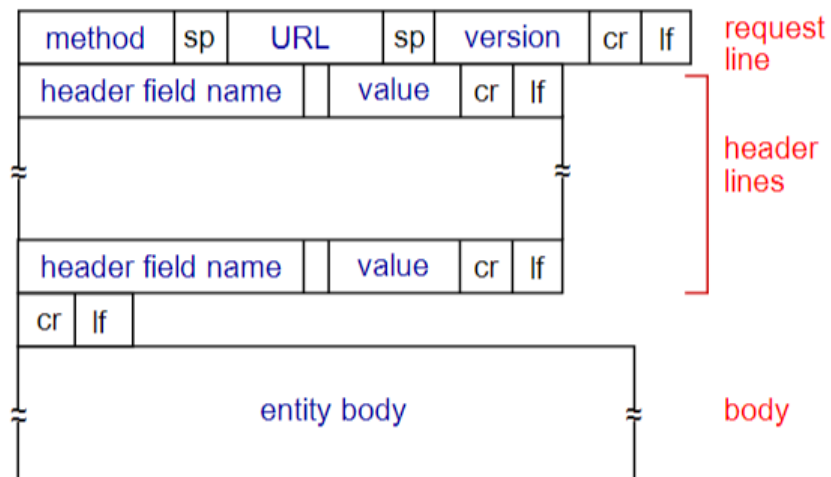 method sp URL sp version cr lf request
line
header field name value cr lf
header
lines
header field name value cr lf
cr lf
entity body body